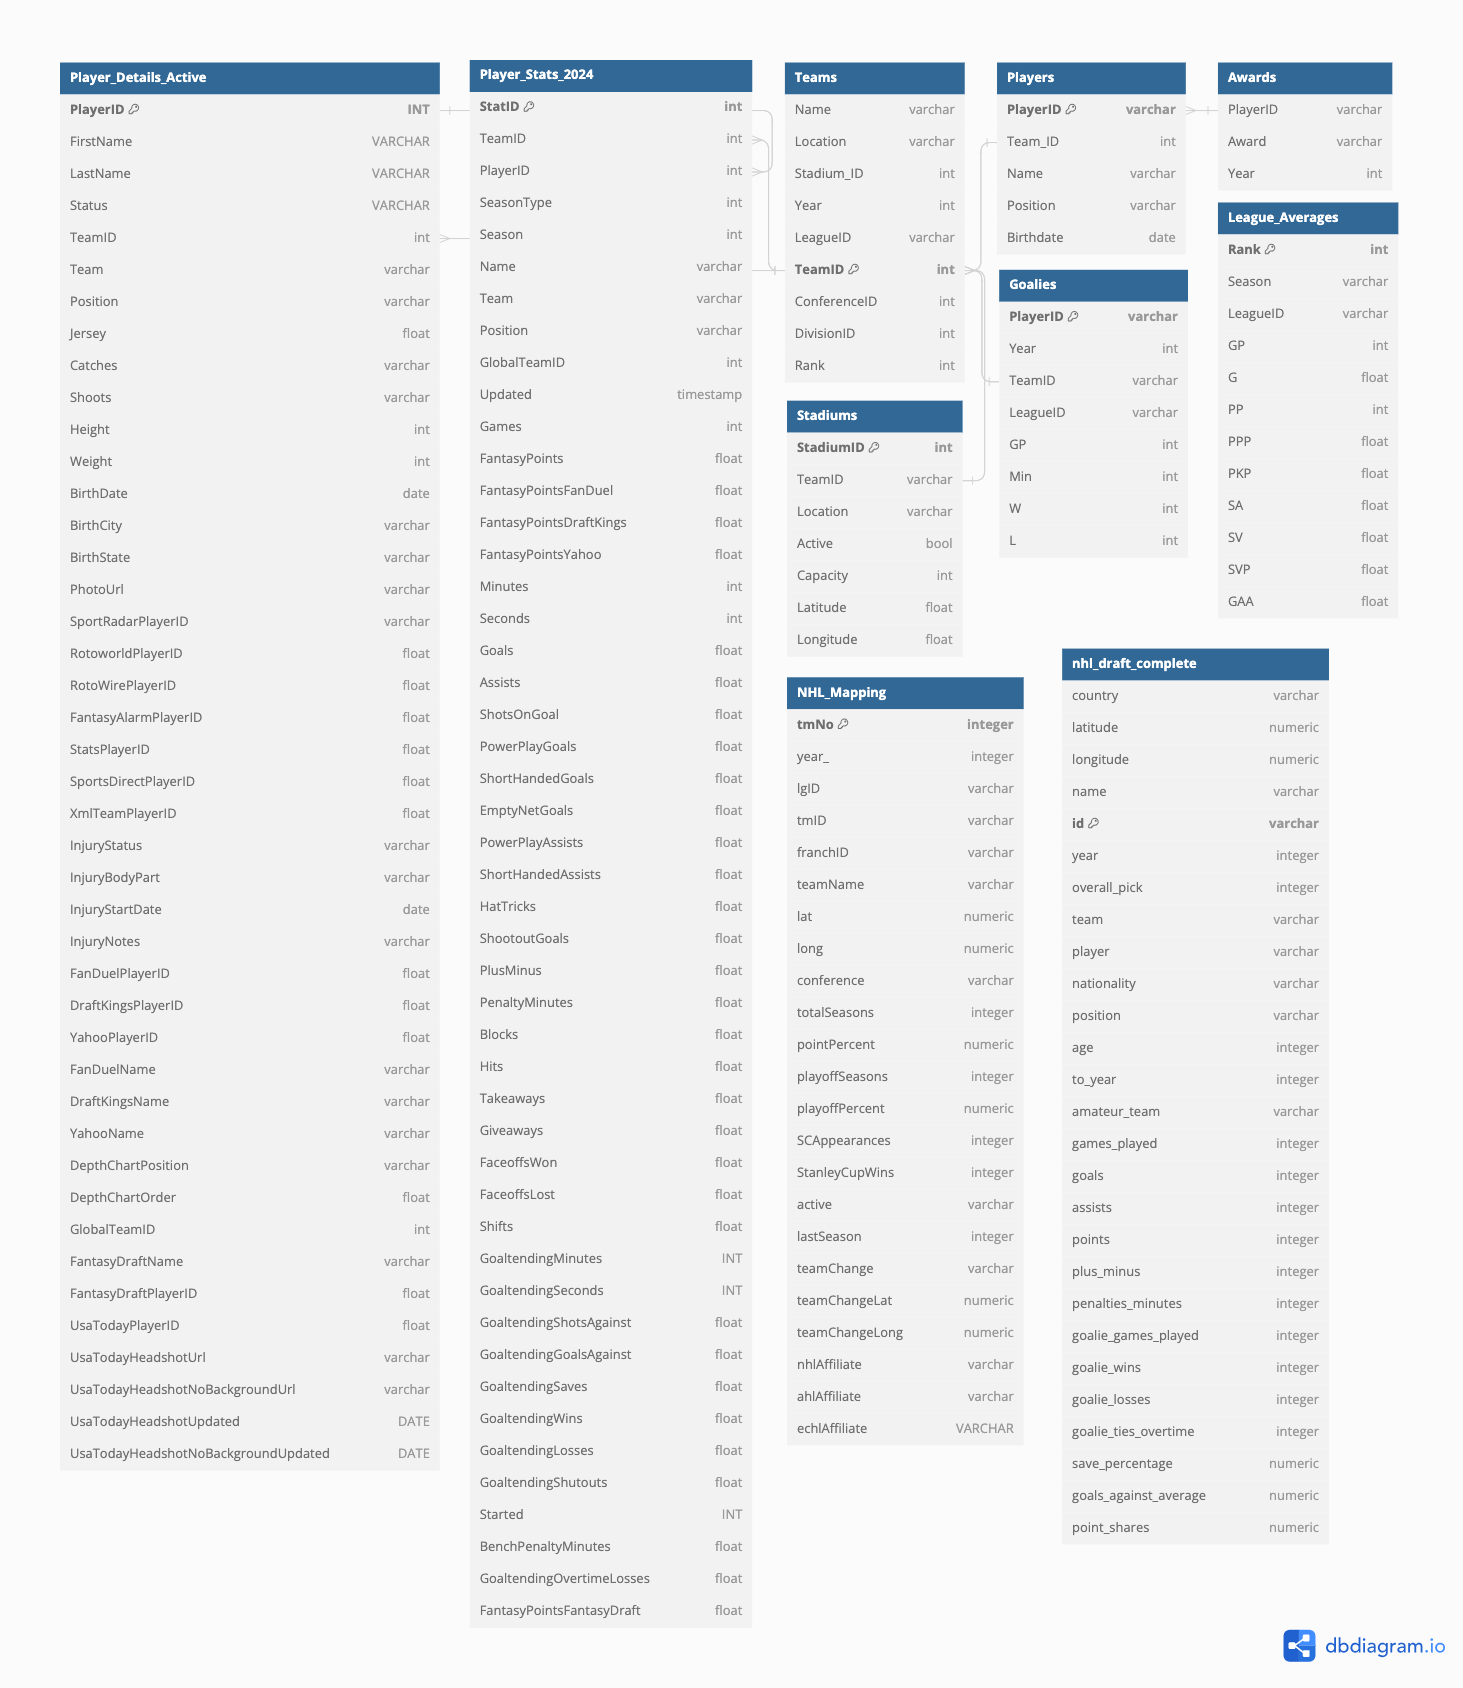 Player_Details_Active
PlayerID INT
FirstName VARCHAR
LastName VARCHAR
Status VARCHAR
TeamID int
Team varchar
Position varchar
Jersey float
Catches varchar
Shoots varchar
Height int
Weight int
BirthDate date
BirthCity varchar
BirthState varchar
PhotoUrl varchar
SportRadarPlayerID varchar
RotoworldPlayerID float
RotoWirePlayerID float
FantasyAlarmPlayerID float
StatsPlayerID float
SportsDirectPlayerID float
XmlTeamPlayerID float
InjuryStatus varchar
InjuryBodyPart varchar
InjuryStartDate date
InjuryNotes varchar
FanDuelPlayerID float
DraftKingsPlayerID float
YahooPlayerID float
FanDuelName varchar
DraftKingsName varchar
YahooName varchar
DepthChartPosition varchar
DepthChartOrder float
GlobalTeamID int
FantasyDraftName varchar
FantasyDraftPlayerID float
UsaTodayPlayerID float
UsaTodayHeadshotUrl varchar
UsaTodayHeadshotNoBackgroundUrl varchar
UsaTodayHeadshotUpdated DATE
UsaTodayHeadshotNoBackgroundUpdated DATE
Player_Stats_2024
StatID int
TeamID int
PlayerID int
SeasonType int
Season int
Name varchar
Team varchar
Position varchar
GlobalTeamID int
Updated timestamp
Games int
FantasyPoints float
FantasyPointsFanDuel float
FantasyPointsDraftKings float
FantasyPointsYahoo float
Minutes int
Seconds int
Goals float
Assists float
ShotsOnGoal float
PowerPlayGoals float
ShortHandedGoals float
EmptyNetGoals float
PowerPlayAssists float
ShortHandedAssists float
HatTricks float
ShootoutGoals float
PlusMinus float
PenaltyMinutes float
Blocks float
Hits float
Takeaways float
Giveaways float
FaceoffsWon float
FaceoffsLost float
Shifts float
GoaltendingMinutes INT
GoaltendingSeconds INT
GoaltendingShotsAgainst float
GoaltendingGoalsAgainst float
GoaltendingSaves float
GoaltendingWins float
GoaltendingLosses float
GoaltendingShutouts float
Started INT
BenchPenaltyMinutes float
GoaltendingOvertimeLosses float
FantasyPointsFantasyDraft float
Teams
Name varchar
Location varchar
Stadium_ID int
Year int
LeagueID varchar
TeamID int
ConferenceID int
DivisionID int
Rank int
Stadiums
StadiumID int
TeamID varchar
Location varchar
Active bool
Capacity int
Latitude float
Longitude float
NHL_Mapping
tmNo integer
year_ integer
lgID varchar
tmID varchar
franchID varchar
teamName varchar
lat numeric
long numeric
conference varchar
totalSeasons integer
pointPercent numeric
playoffSeasons integer
playoffPercent numeric
SCAppearances integer
StanleyCupWins integer
active varchar
lastSeason integer
teamChange varchar
teamChangeLat numeric
teamChangeLong numeric
nhlAffiliate varchar
ahlAffiliate varchar
echlAffiliate VARCHAR
Players
PlayerID varchar
Team_ID int
Name varchar
Position varchar
Birthdate date
Goalies
PlayerID varchar
Year int
TeamID varchar
LeagueID varchar
GP int
Min int
W int
L int
Awards
PlayerID varchar
Award varchar
Year int
League_Averages
Rank int
Season varchar
LeagueID varchar
GP int
G float
PP int
PPP float
PKP float
SA float
SV float
SVP float
GAA float
nhl_draft_complete
country varchar
latitude numeric
longitude numeric
name varchar
id varchar
year integer
overall_pick integer
team varchar
player varchar
nationality varchar
position varchar
age integer
to_year integer
amateur_team varchar
games_played integer
goals integer
assists integer
points integer
plus_minus integer
penalties_minutes integer
goalie_games_played integer
goalie_wins integer
goalie_losses integer
goalie_ties_overtime integer
save_percentage numeric
goals_against_average numeric
point_shares numeric
dbdiagram.io